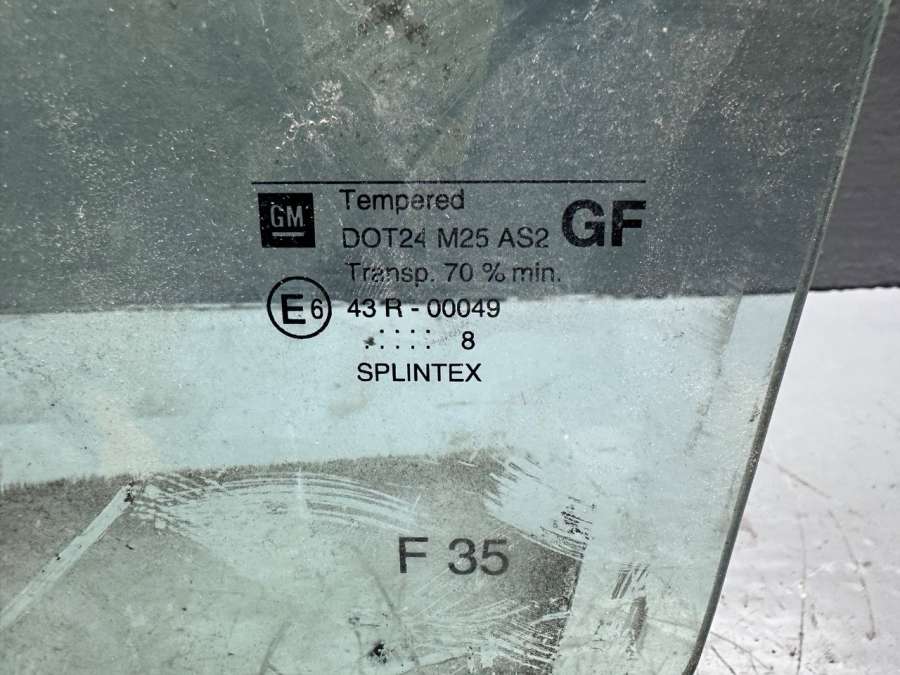 GM Tempered GF
DOT24 M25 AS2
Transp. 70 % min.
E6 43 R - 00049
.:::: 8
SPLINTEX
F 35